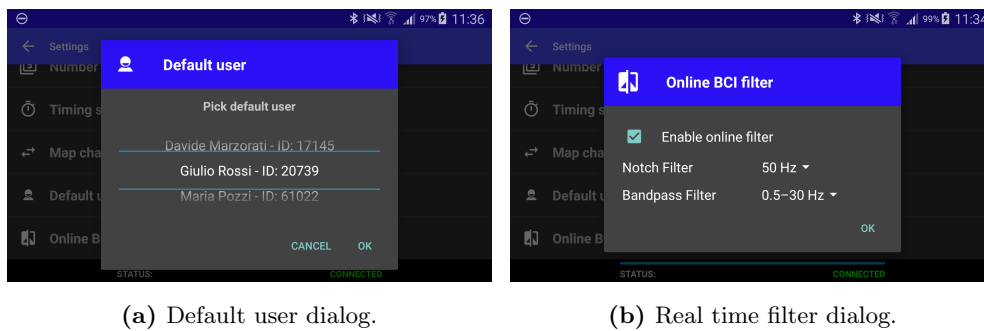 97% 11:36
Settings
Number
Default user
Timing s
Pick default user
Davide Marzorati - ID: 17145
Map cha
Giulio Rossi - ID: 20739
Default u
Maria Pozzi - ID: 61022
Online B
CANCEL OK
STATUS: CONNECTED
(a) Default user dialog.
99% 11:34
Settings
Number
Online BCI filter
Timing s
Enable online filter
Map cha
Notch Filter 50 Hz
Default u
Bandpass Filter 0.5–30 Hz
OK
Online B
STATUS: CONNECTED
(b) Real time filter dialog.